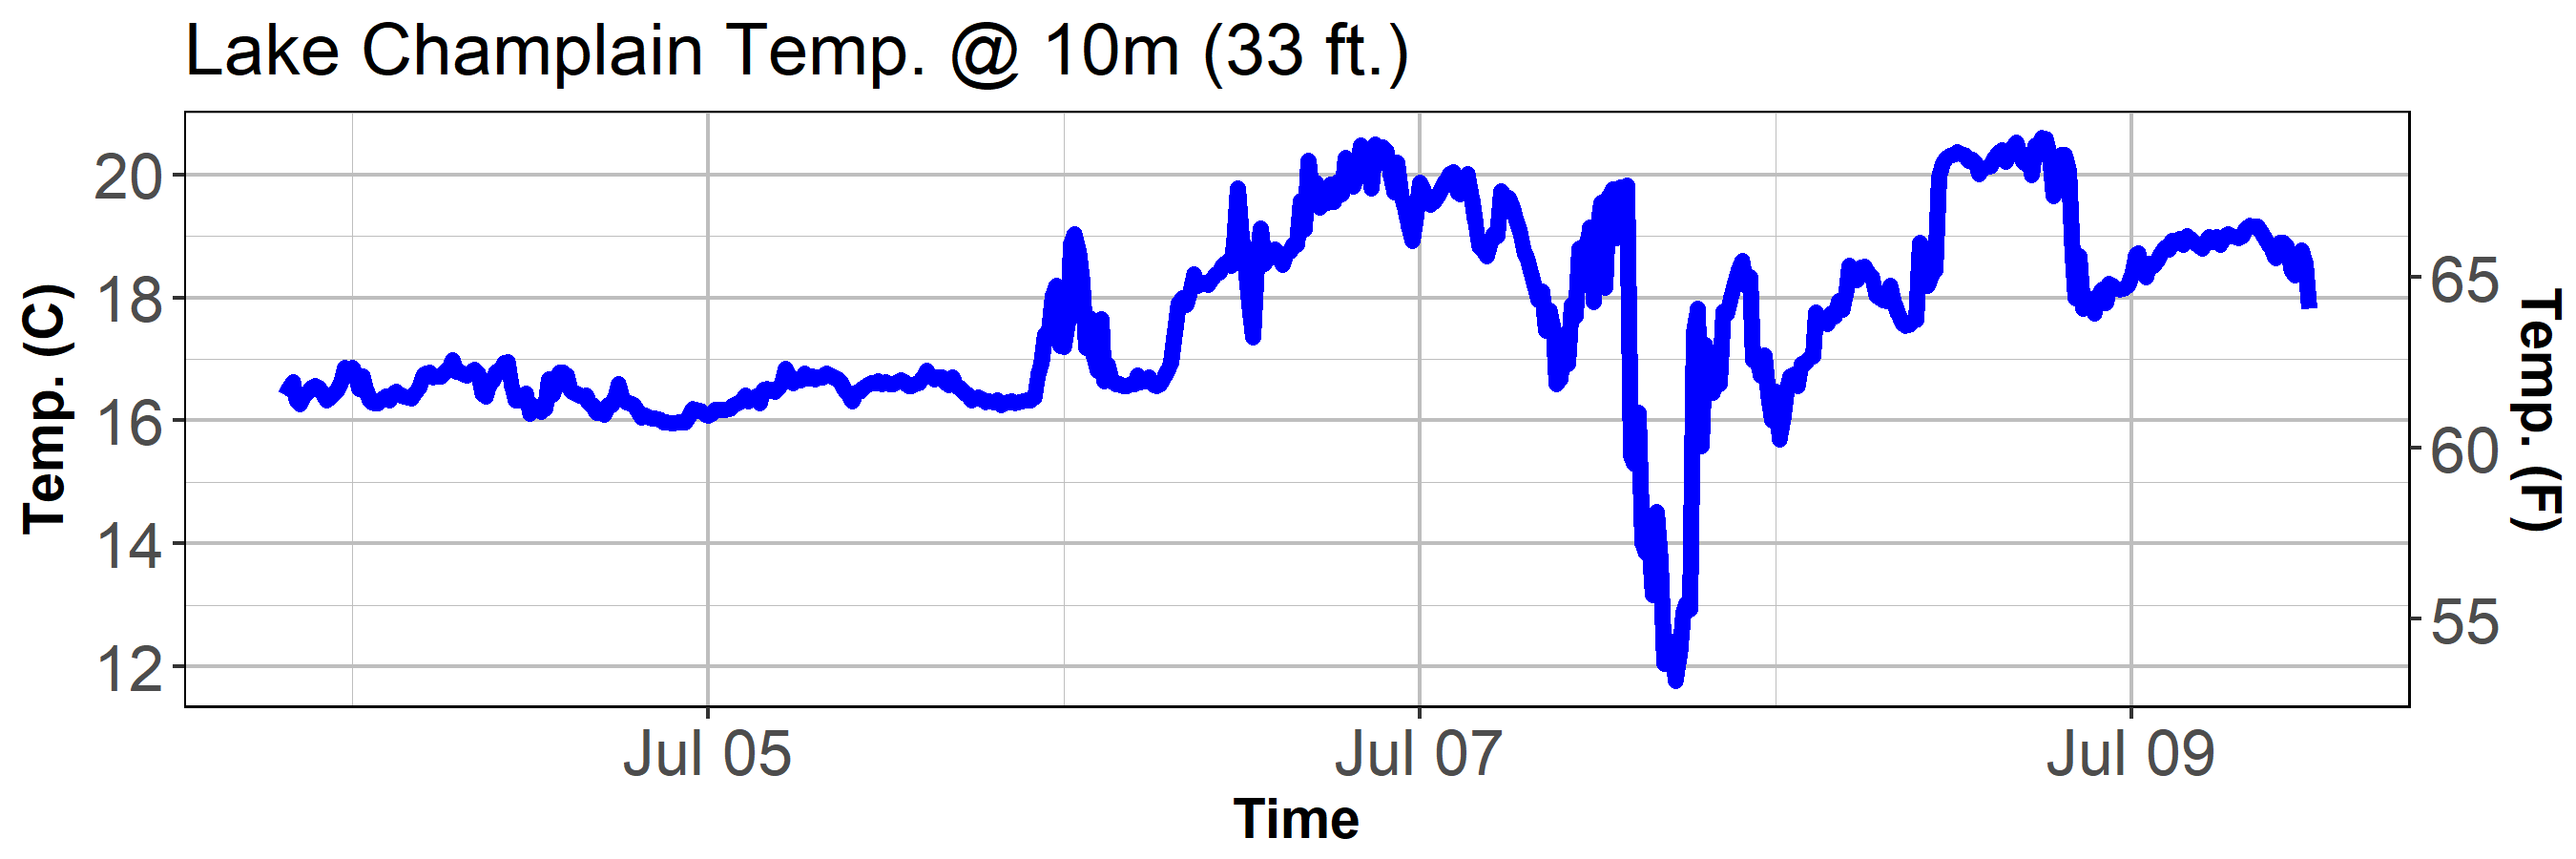 Lake Champlain Temp. @ 10m (33 ft.)
Temp. (C)
20
18
16
14
12
Temp. (F)
65
60
55
Jul 05
Jul 07
Jul 09
Time